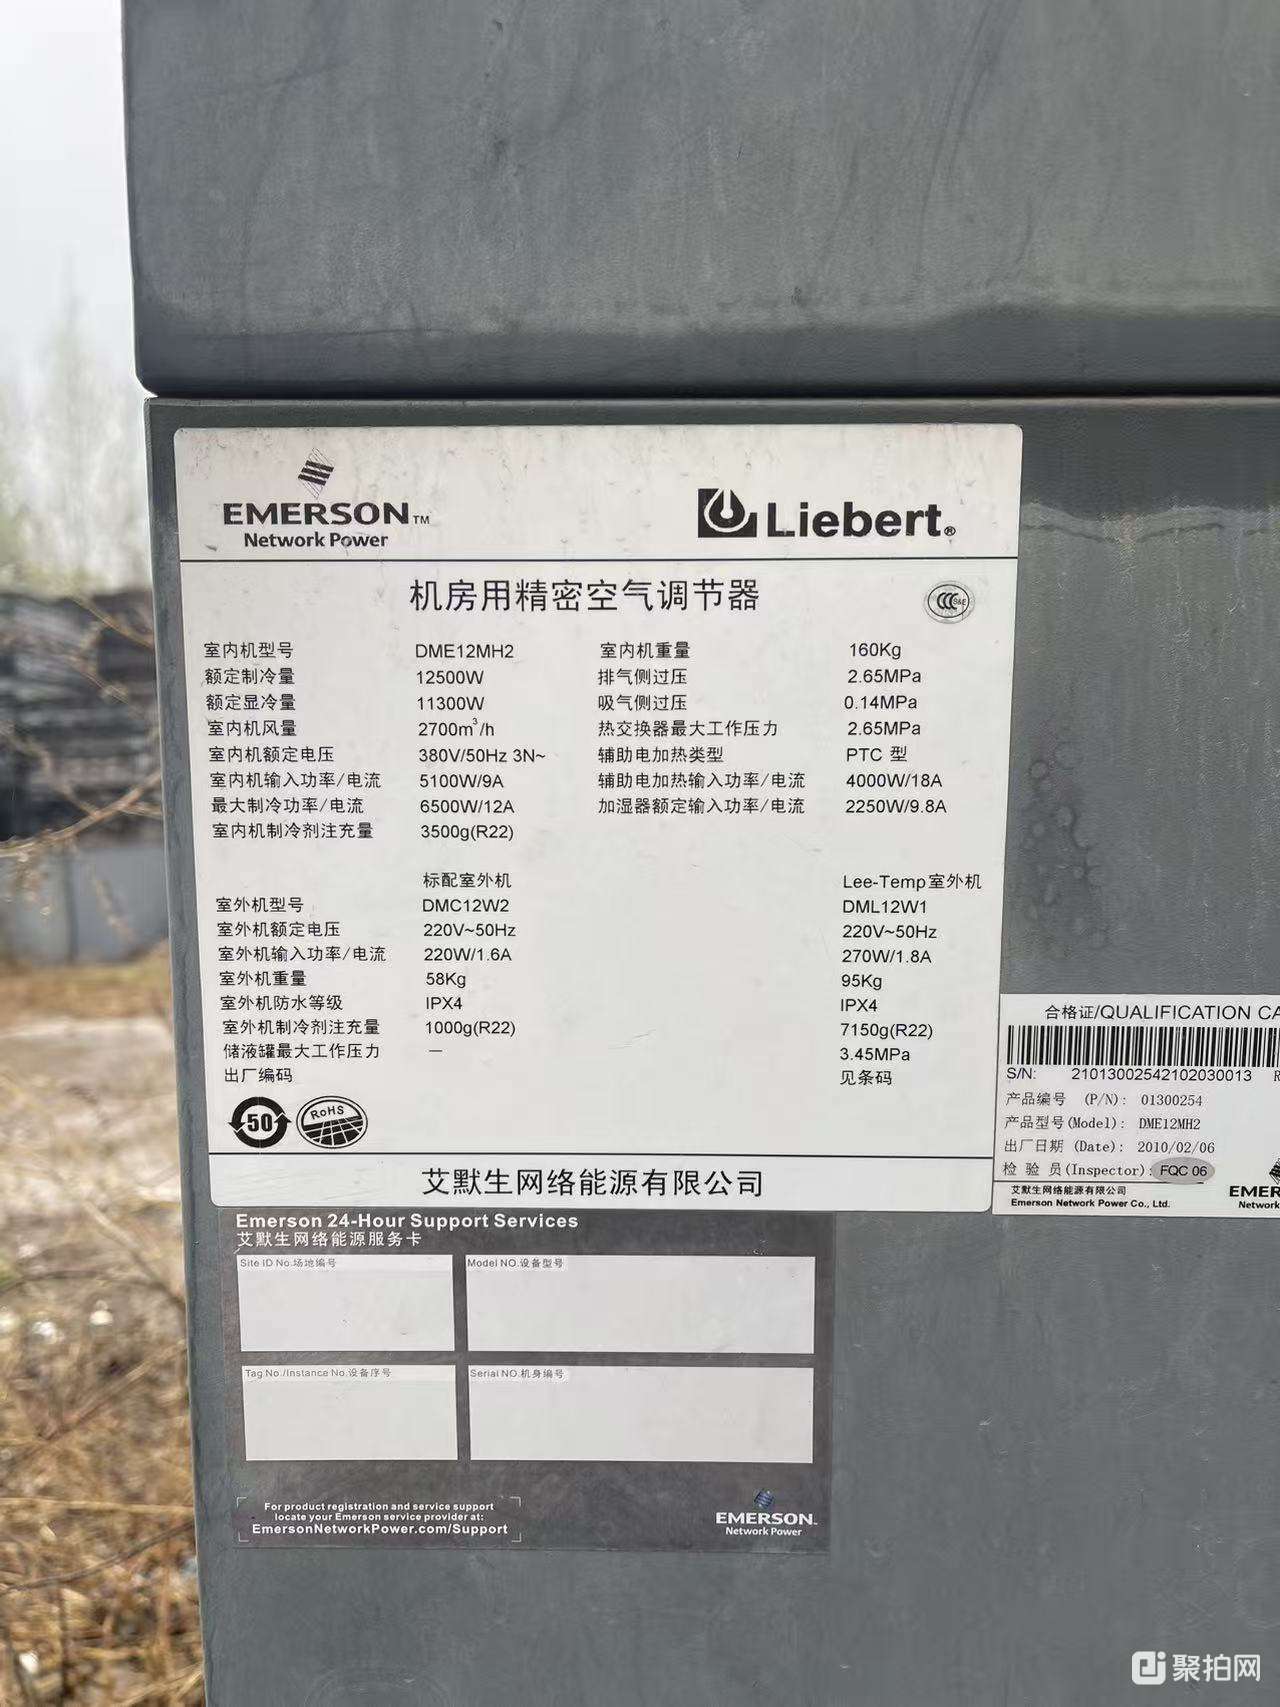 EMERSON™
Network Power
Liebert®
机房用精密空气调节器
CCC S&E
室内机型号 DME12MH2 室内机重量 160Kg
额定制冷量 12500W 排气侧过压 2.65MPa
额定显冷量 11300W 吸气侧过压 0.14MPa
室内机风量 2700m³/h 热交换器最大工作压力 2.65MPa
室内机额定电压 380V/50Hz 3N~ 辅助电加热类型 PTC 型
室内机输入功率/电流 5100W/9A 辅助电加热输入功率/电流 4000W/18A
最大制冷功率/电流 6500W/12A 加湿器额定输入功率/电流 2250W/9.8A
室内机制冷剂注充量 3500g(R22)
标配室外机 Lee-Temp室外机
室外机型号 DMC12W2 DML12W1
室外机额定电压 220V~50Hz 220V~50Hz
室外机输入功率/电流 220W/1.6A 270W/1.8A
室外机重量 58Kg 95Kg
室外机防水等级 IPX4 IPX4
室外机制冷剂注充量 1000g(R22) 7150g(R22)
储液罐最大工作压力 — 3.45MPa
出厂编码 见条码
50 RoHS
艾默生网络能源有限公司
合格证/QUALIFICATION CA
S/N: 21013002542102030013 R
产品编号 (P/N): 01300254
产品型号(Model): DME12MH2
出厂日期 (Date): 2010/02/06
检 验 员(Inspector): FQC 06
艾默生网络能源有限公司
Emerson Network Power Co., Ltd.
EMER
Network
Emerson 24-Hour Support Services
艾默生网络能源服务卡
Site ID No.场地编号 Model NO.设备型号
Tag No./Instance No.设备序号 Serial NO.机身编号
For product registration and service support
locate your Emerson service provider at:
EmersonNetworkPower.com/Support
EMERSON™
Network Power
聚拍网